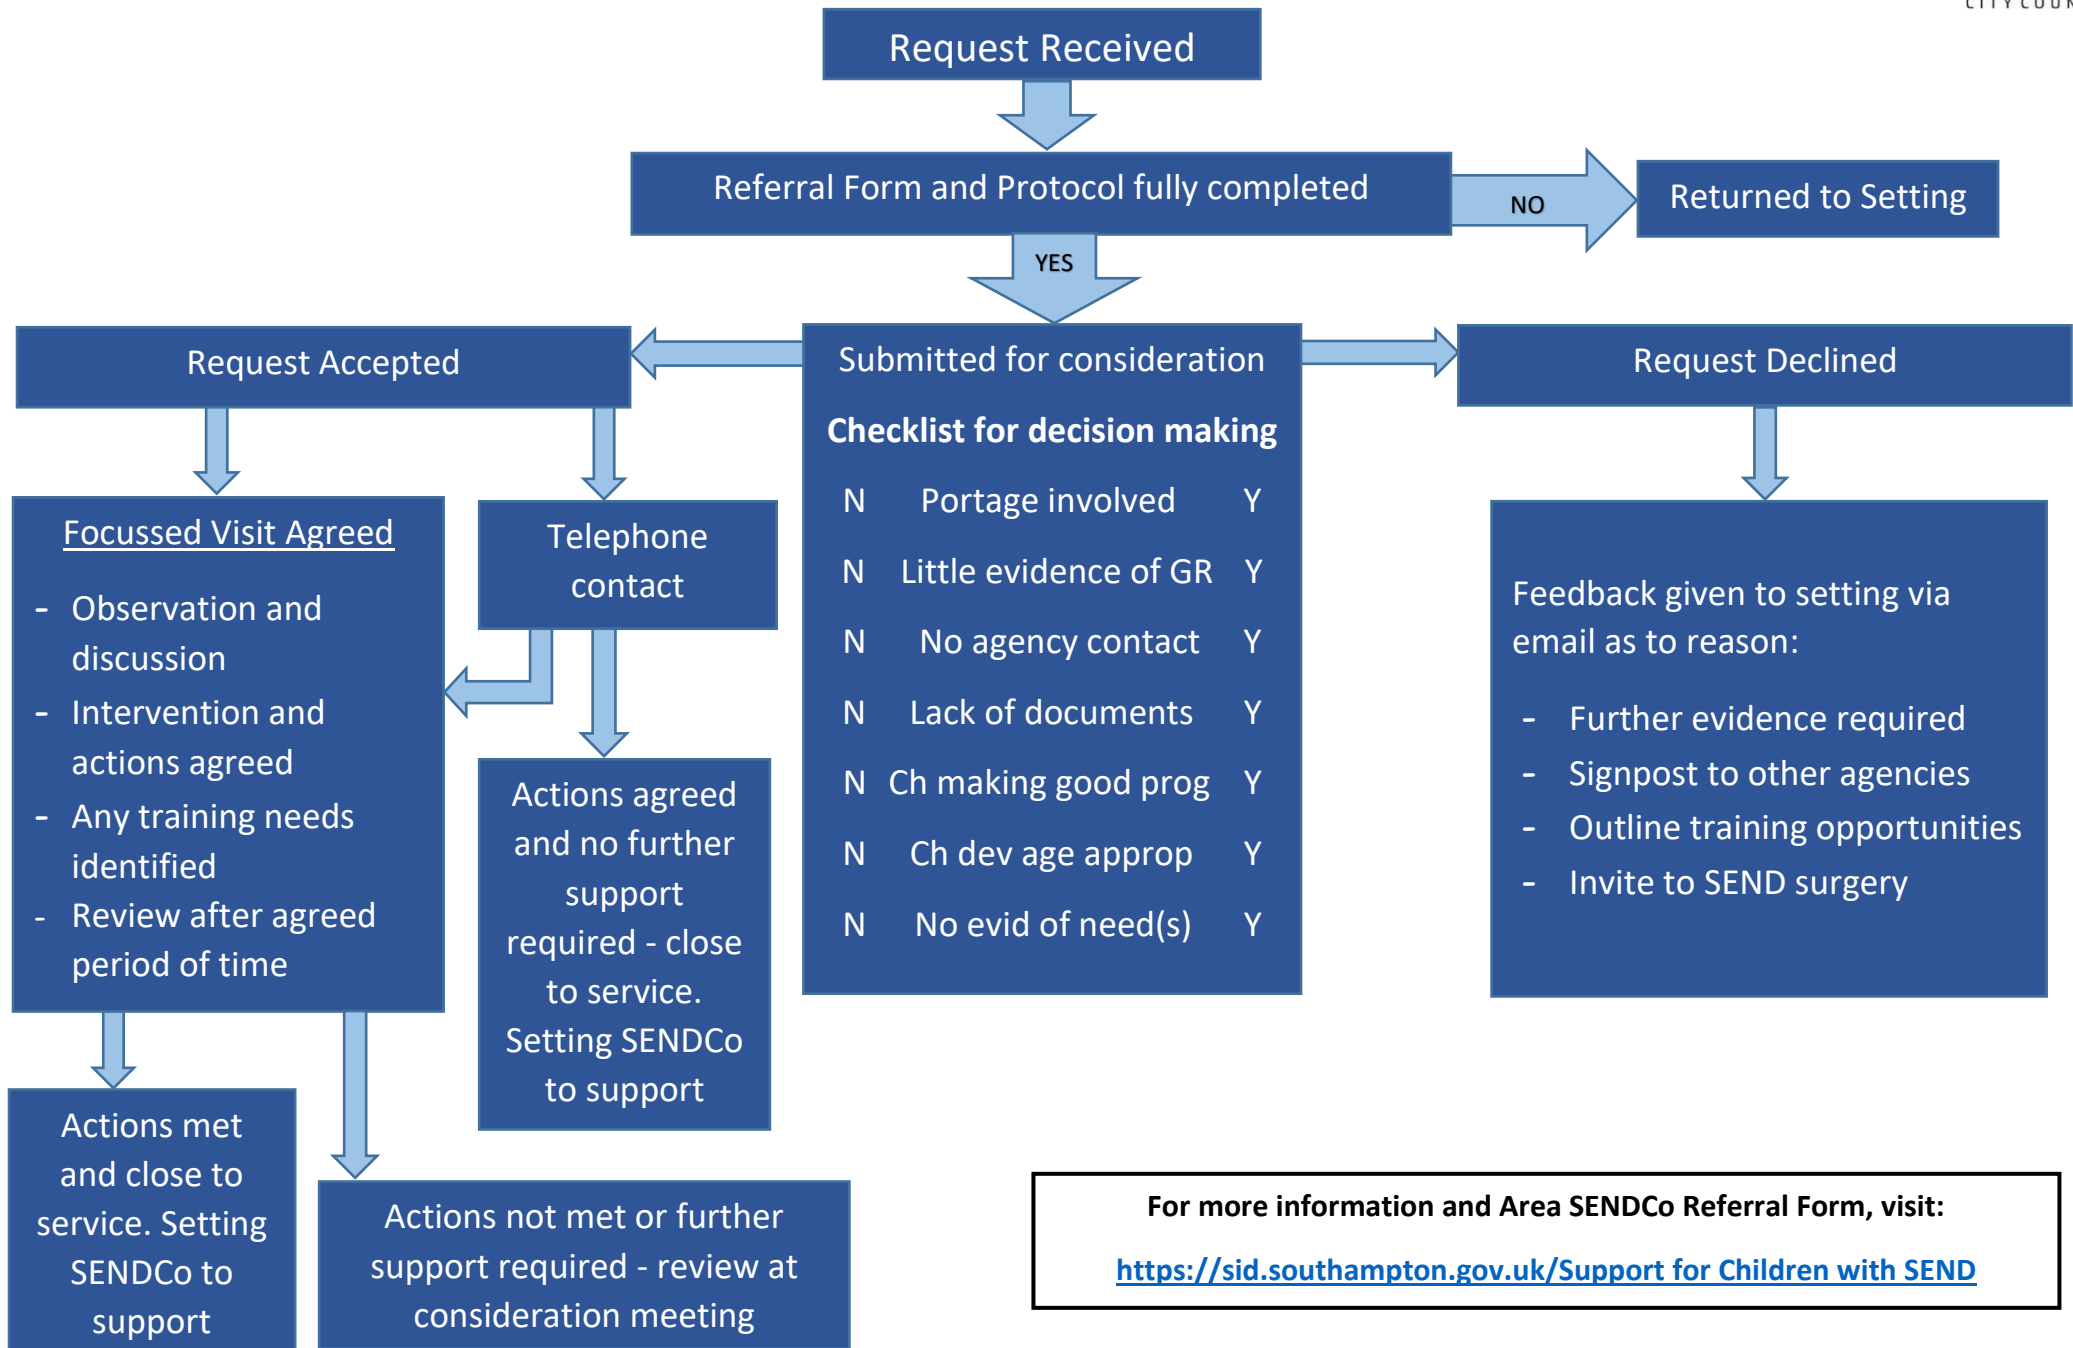 CITY COUN
Request Received
Referral Form and Protocol fully completed
NO
Returned to Setting
YES
Request Accepted
Submitted for consideration
Checklist for decision making
N Portage involved Y
N Little evidence of GR Y
N No agency contact Y
N Lack of documents Y
N Ch making good prog Y
N Ch dev age approp Y
N No evid of need(s) Y
Request Declined
Focussed Visit Agreed
- Observation and
discussion
- Intervention and
actions agreed
- Any training needs
identified
- Review after agreed
period of time
Telephone
contact
Feedback given to setting via
email as to reason:
- Further evidence required
- Signpost to other agencies
- Outline training opportunities
- Invite to SEND surgery
Actions agreed
and no further
support
required - close
to service.
Setting SENDCo
to support
Actions met
and close to
service. Setting
SENDCo to
support
Actions not met or further
support required - review at
consideration meeting
For more information and Area SENDCo Referral Form, visit:
https://sid.southampton.gov.uk/Support for Children with SEND